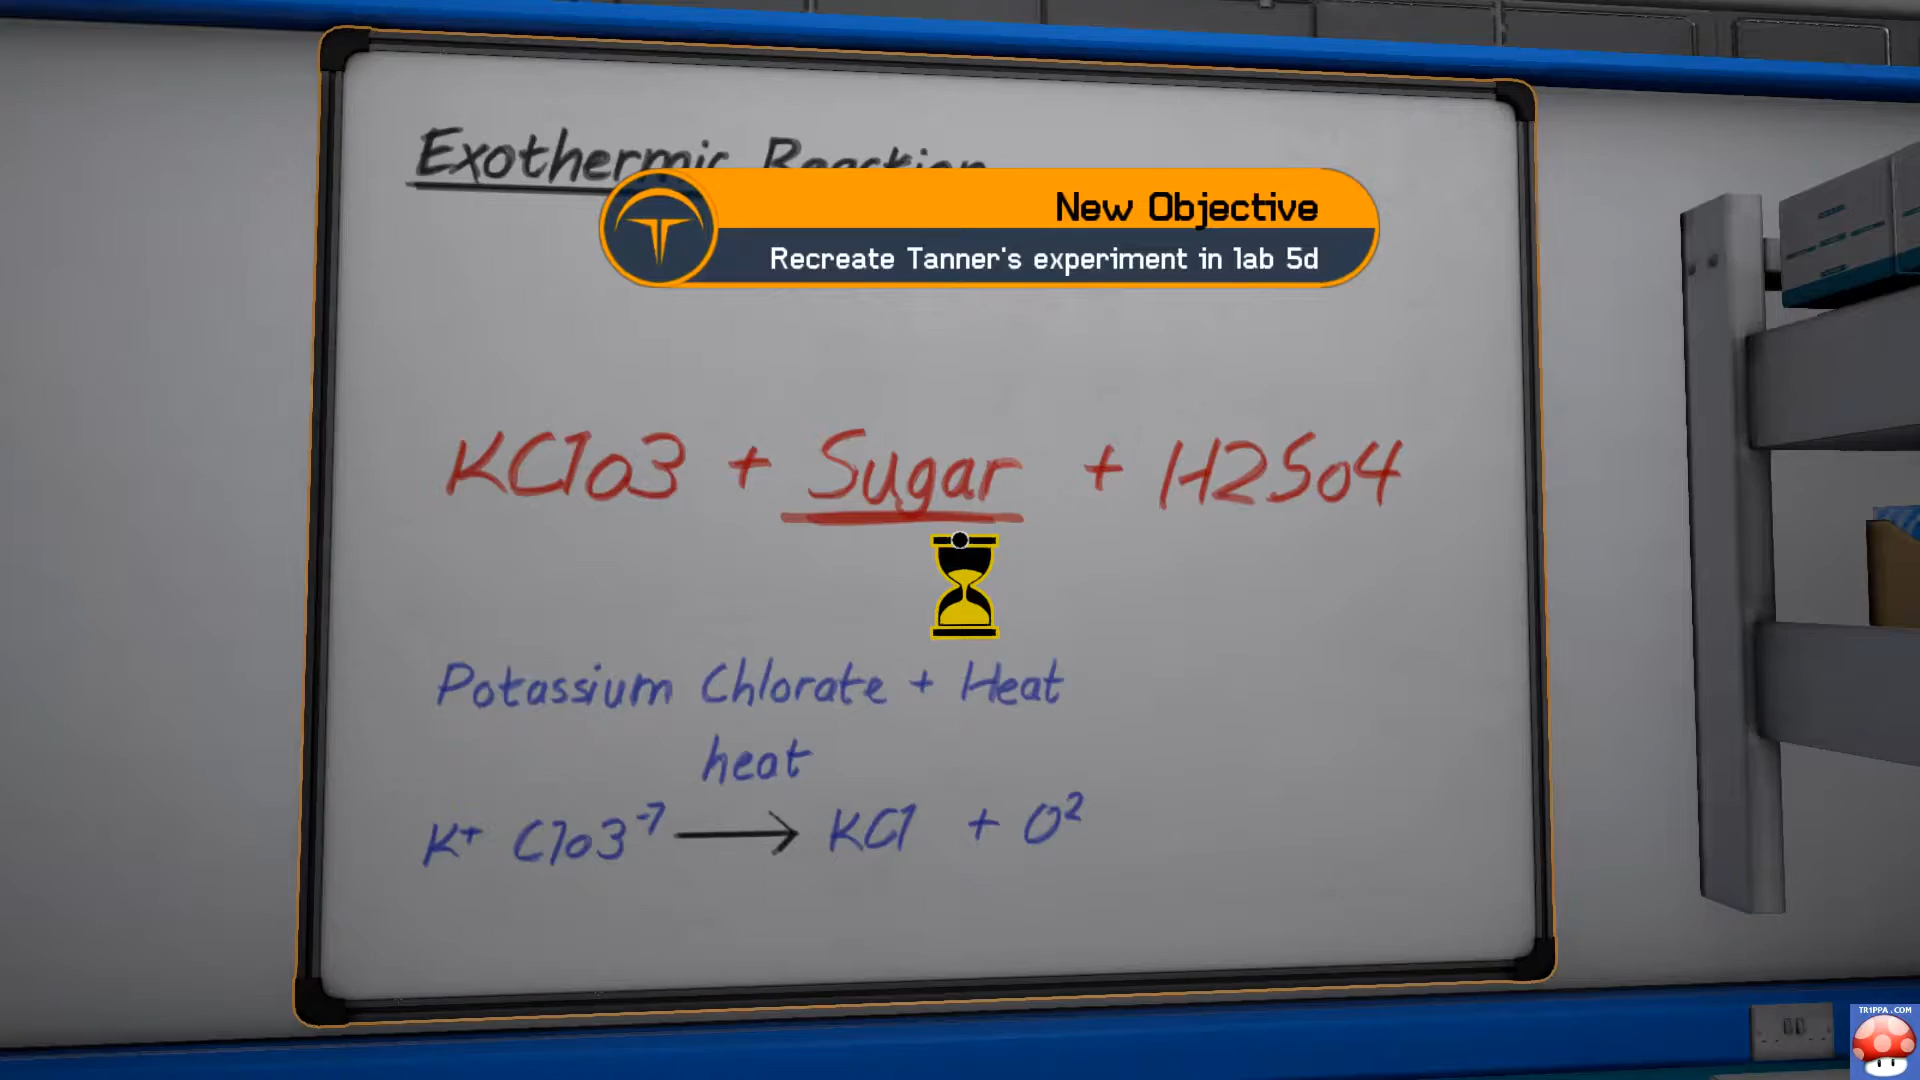 Exothermic Reaction
New Objective
Recreate Tanner's experiment in lab 5d
KClo3 + Sugar + H2So4
Potassium Chlorate + Heat
heat
K+ Clo3-7 → KCl + O2
TR1PPA.COM